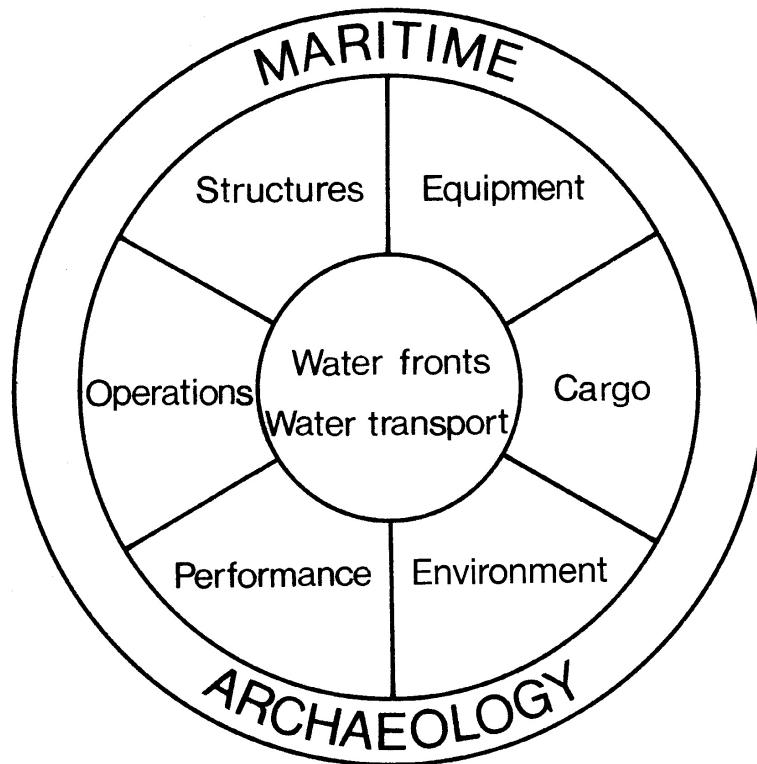 MARITIME
Structures
Equipment
Operations
Water fronts
Water transport
Cargo
Performance
Environment
ARCHAEOLOGY